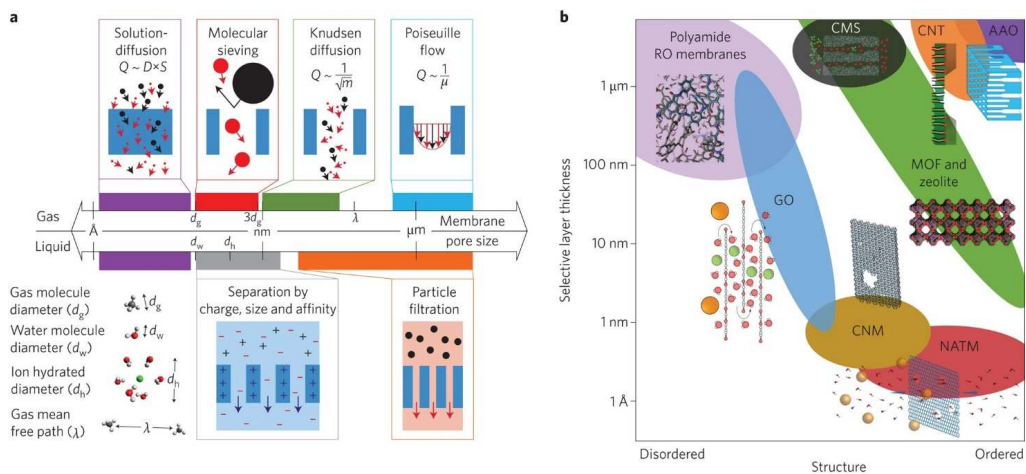 a
Solution-
diffusion
Q ~ D×S
Molecular
sieving
Knudsen
diffusion
Q ~ 1/√m
Poiseuille
flow
Q ~ 1/μ
Gas
dg
3dg
λ
Membrane
pore size
Å
nm
μm
Liquid
dw
dh
Gas molecule
diameter (dg)
dg
Water molecule
diameter (dw)
dw
Ion hydrated
diameter (dh)
dh
Gas mean
free path (λ)
λ
Separation by
charge, size and affinity
Particle
filtration
b
Selective layer thickness
1 μm
100 nm
10 nm
1 nm
1 Å
Polyamide
RO membranes
CMS
CNT
AAO
MOF and
zeolite
GO
CNM
NATM
Disordered
Ordered
Structure